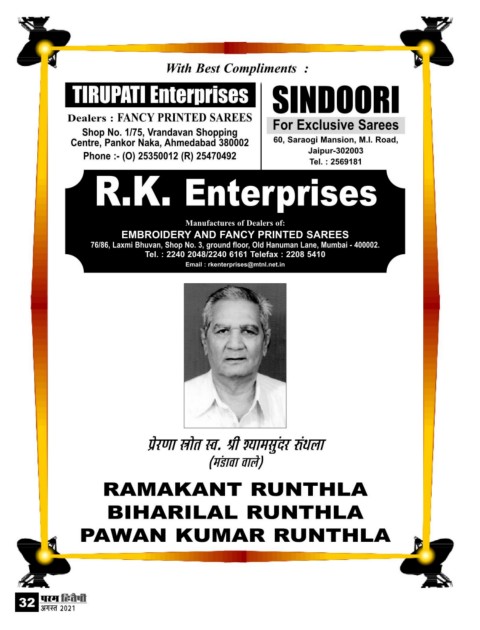 With Best Compliments :
TIRUPATI Enterprises
Dealers : FANCY PRINTED SAREES
Shop No. 1/75, Vrandavan Shopping
Centre, Pankor Naka, Ahmedabad 380002
Phone :- (O) 25350012 (R) 25470492
SINDOORI
For Exclusive Sarees
60, Saraogi Mansion, M.I. Road,
Jaipur-302003
Tel. : 2569181
R.K. Enterprises
Manufactures of Dealers of:
EMBROIDERY AND FANCY PRINTED SAREES
76/86, Laxmi Bhuvan, Shop No. 3, ground floor, Old Hanuman Lane, Mumbai - 400002.
Tel. : 2240 2048/2240 6161 Telefax : 2208 5410
Email : rkenterprises@mtnl.net.in
प्रेरणा स्त्रोत स्व. श्री श्यामसुंदर रुंथला
(मंडावा वाले)
RAMAKANT RUNTHLA
BIHARILAL RUNTHLA
PAWAN KUMAR RUNTHLA
32 परम हितैषी
अगस्त 2021